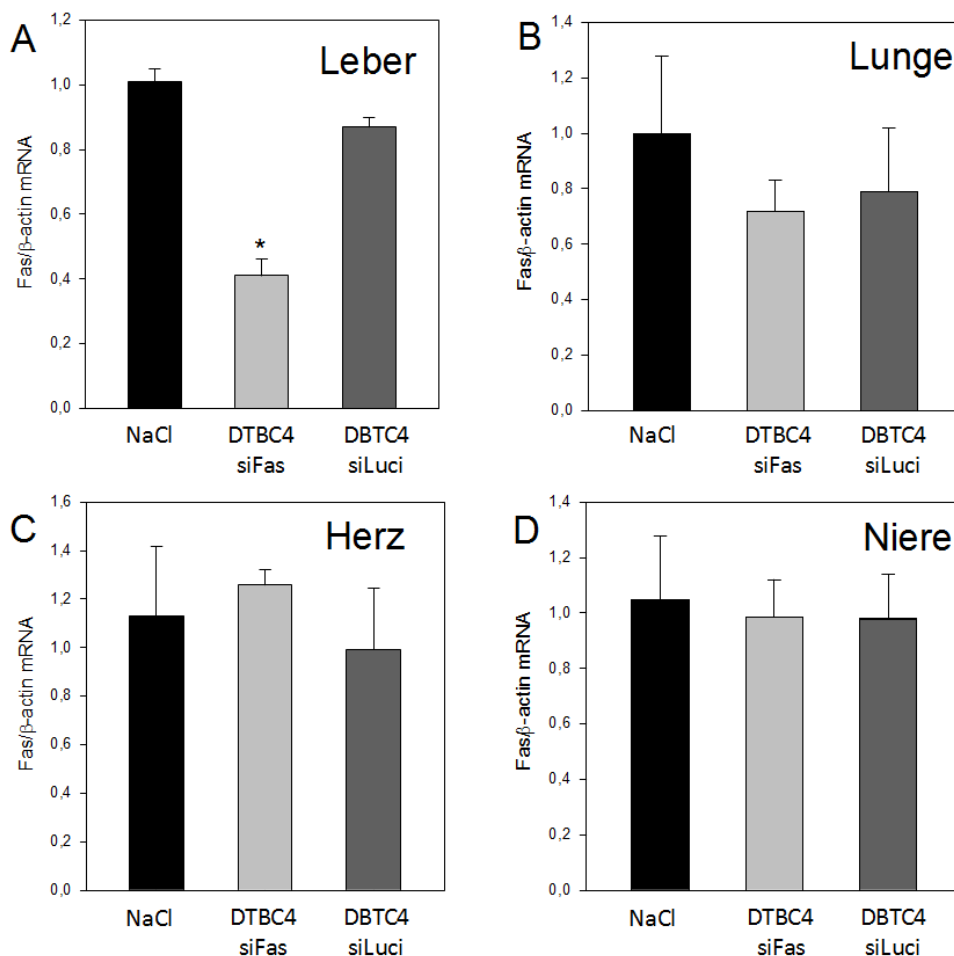 A
Leber
Fas/β-actin mRNA
1,2
1,0
0,8
0,6
0,4
0,2
0,0
*
NaCl
DTBC4
siFas
DBTC4
siLuci
B
Lunge
Fas/β-actin mRNA
1,4
1,2
1,0
0,8
0,6
0,4
0,2
0,0
NaCl
DTBC4
siFas
DBTC4
siLuci
C
Herz
Fas/β-actin mRNA
1,6
1,4
1,2
1,0
0,8
0,6
0,4
0,2
0,0
NaCl
DTBC4
siFas
DBTC4
siLuci
D
Niere
Fas/β-actin mRNA
1,4
1,2
1,0
0,8
0,6
0,4
0,2
0,0
NaCl
DTBC4
siFas
DBTC4
siLuci